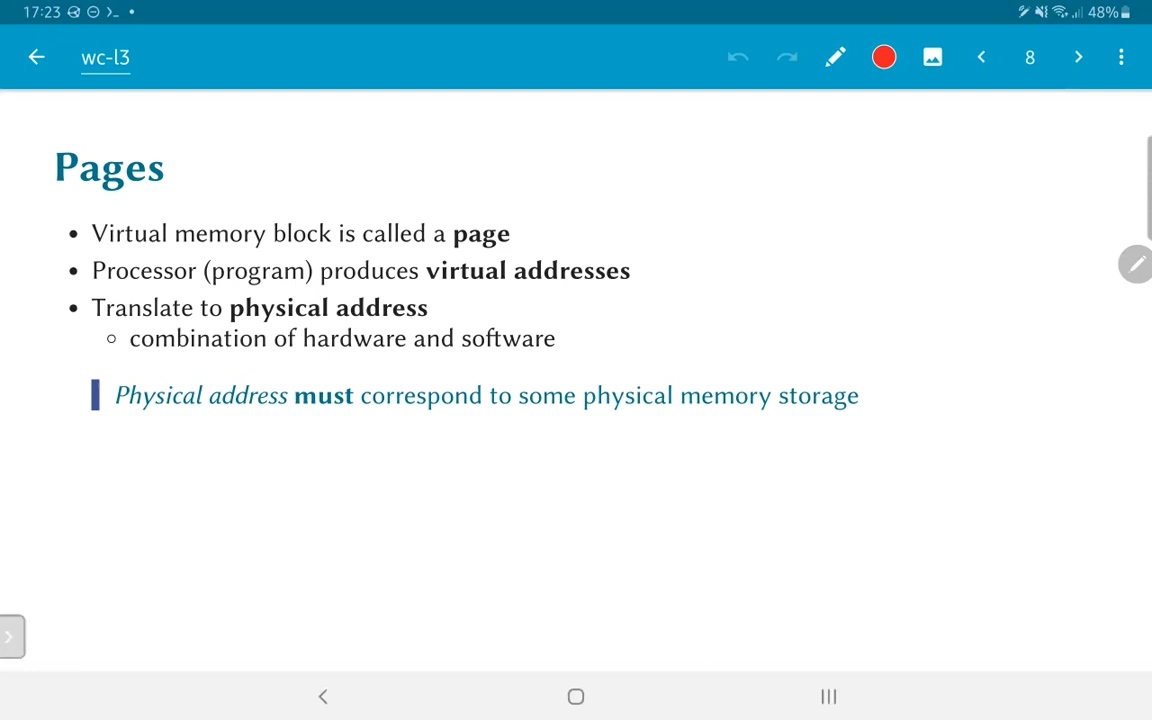 17:23
48%
wc-l3
8
Pages
• Virtual memory block is called a page
• Processor (program) produces virtual addresses
• Translate to physical address
○ combination of hardware and software
Physical address must correspond to some physical memory storage